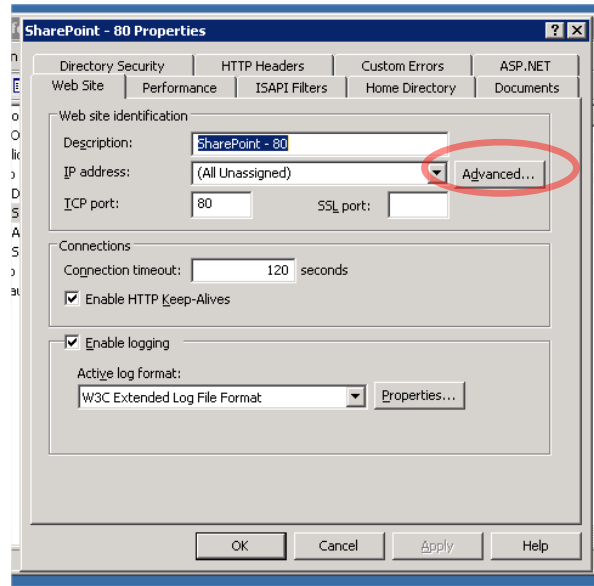 SharePoint - 80 Properties
Directory Security HTTP Headers Custom Errors ASP.NET
Web Site Performance ISAPI Filters Home Directory Documents
Web site identification
Description: SharePoint - 80
IP address: (All Unassigned) Advanced...
TCP port: 80 SSL port:
Connections
Connection timeout: 120 seconds
Enable HTTP Keep-Alives
Enable logging
Active log format:
W3C Extended Log File Format Properties...
OK Cancel Apply Help